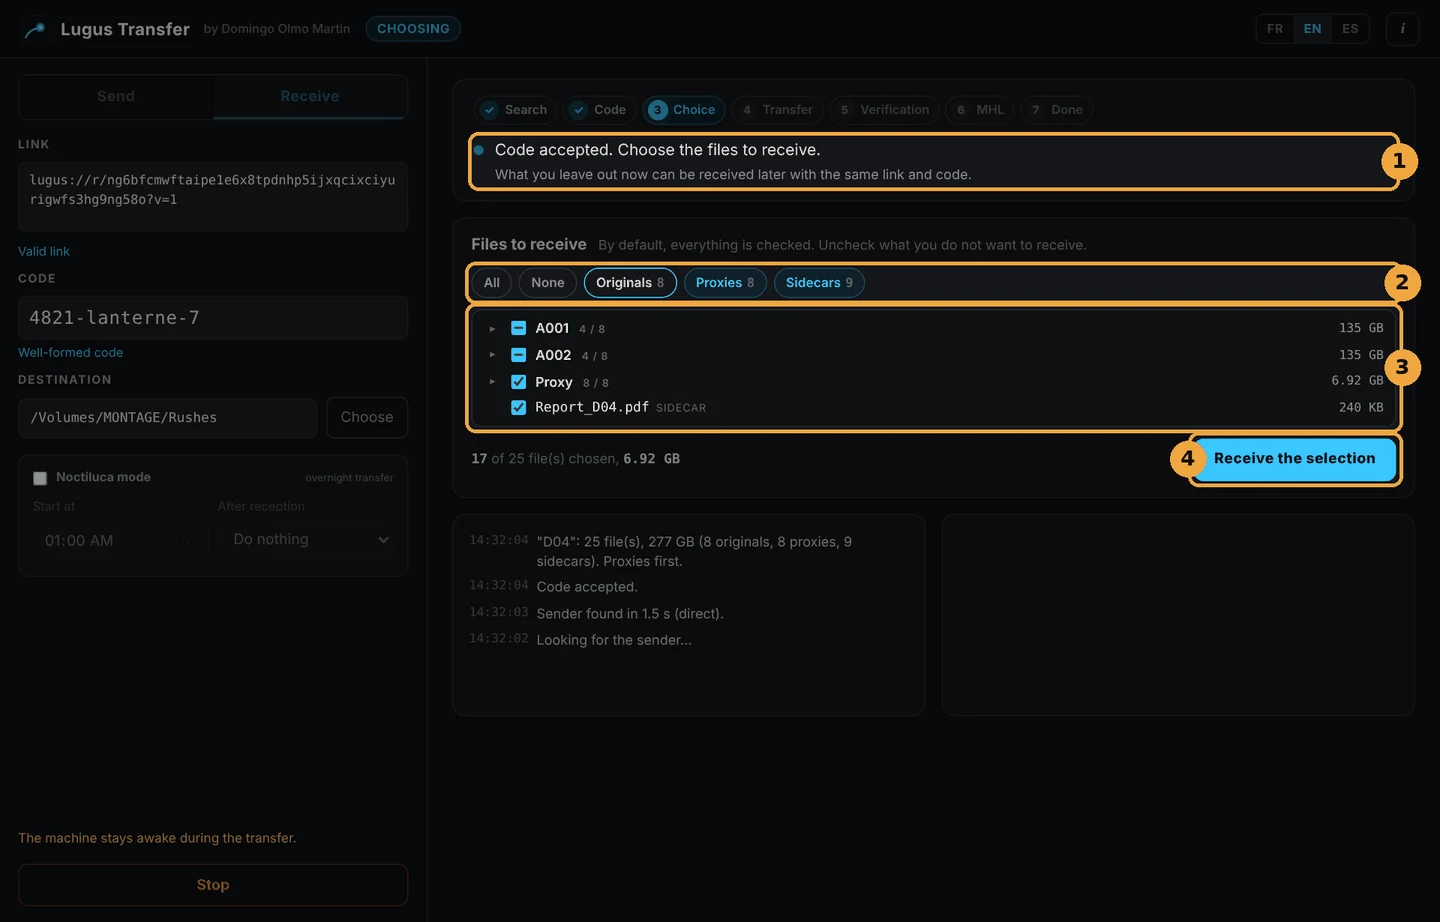 Lugus Transfer by Domingo Olmo Martin CHOOSING
FR EN ES i
Send Receive
LINK
lugus://r/ng6bfcmwftaipe1e6x8tpdnhp5ijxqcixciyu
rigwfs3hg9ng58o?v=1
Valid link
CODE
4821-lanterne-7
Well-formed code
DESTINATION
/Volumes/MONTAGE/Rushes Choose
Noctiluca mode overnight transfer
Start at After reception
01:00 AM Do nothing
The machine stays awake during the transfer.
Stop
Search Code 3 Choice 4 Transfer 5 Verification 6 MHL 7 Done
Code accepted. Choose the files to receive.
What you leave out now can be received later with the same link and code.
1
Files to receive By default, everything is checked. Uncheck what you do not want to receive.
All None Originals 8 Proxies 8 Sidecars 9
2
A001 4 / 8 135 GB
A002 4 / 8 135 GB
Proxy 8 / 8 6.92 GB
Report_D04.pdf SIDECAR 240 KB
3
17 of 25 file(s) chosen, 6.92 GB
4 Receive the selection
14:32:04 "D04": 25 file(s), 277 GB (8 originals, 8 proxies, 9
sidecars). Proxies first.
14:32:04 Code accepted.
14:32:03 Sender found in 1.5 s (direct).
14:32:02 Looking for the sender...